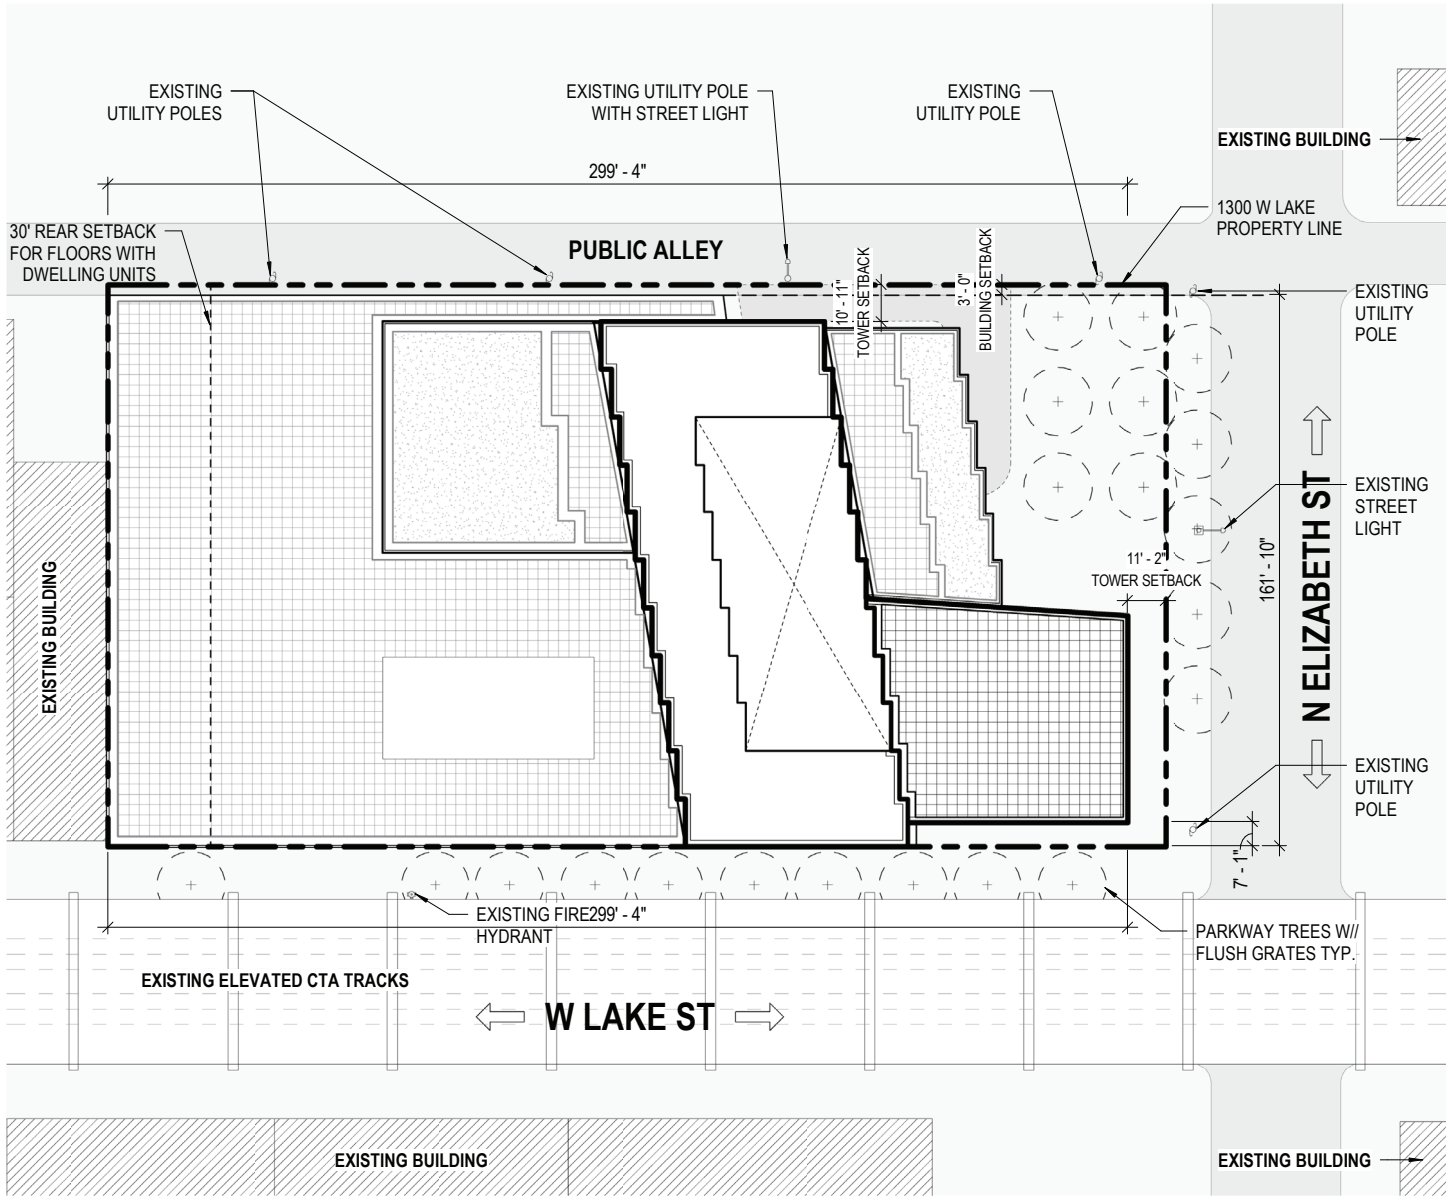 EXISTING
UTILITY POLES
EXISTING UTILITY POLE
WITH STREET LIGHT
EXISTING
UTILITY POLE
EXISTING BUILDING
299' - 4"
1300 W LAKE
PROPERTY LINE
30' REAR SETBACK
FOR FLOORS WITH
DWELLING UNITS
PUBLIC ALLEY
10' - 11"
TOWER SETBACK
3' - 0"
BUILDING SETBACK
EXISTING
UTILITY
POLE
EXISTING
STREET
LIGHT
N ELIZABETH ST
161' - 10"
11' - 2"
TOWER SETBACK
EXISTING BUILDING
EXISTING
UTILITY
POLE
7' - 1"
EXISTING FIRE
HYDRANT
299' - 4"
PARKWAY TREES W//
FLUSH GRATES TYP.
EXISTING ELEVATED CTA TRACKS
W LAKE ST
EXISTING BUILDING
EXISTING BUILDING